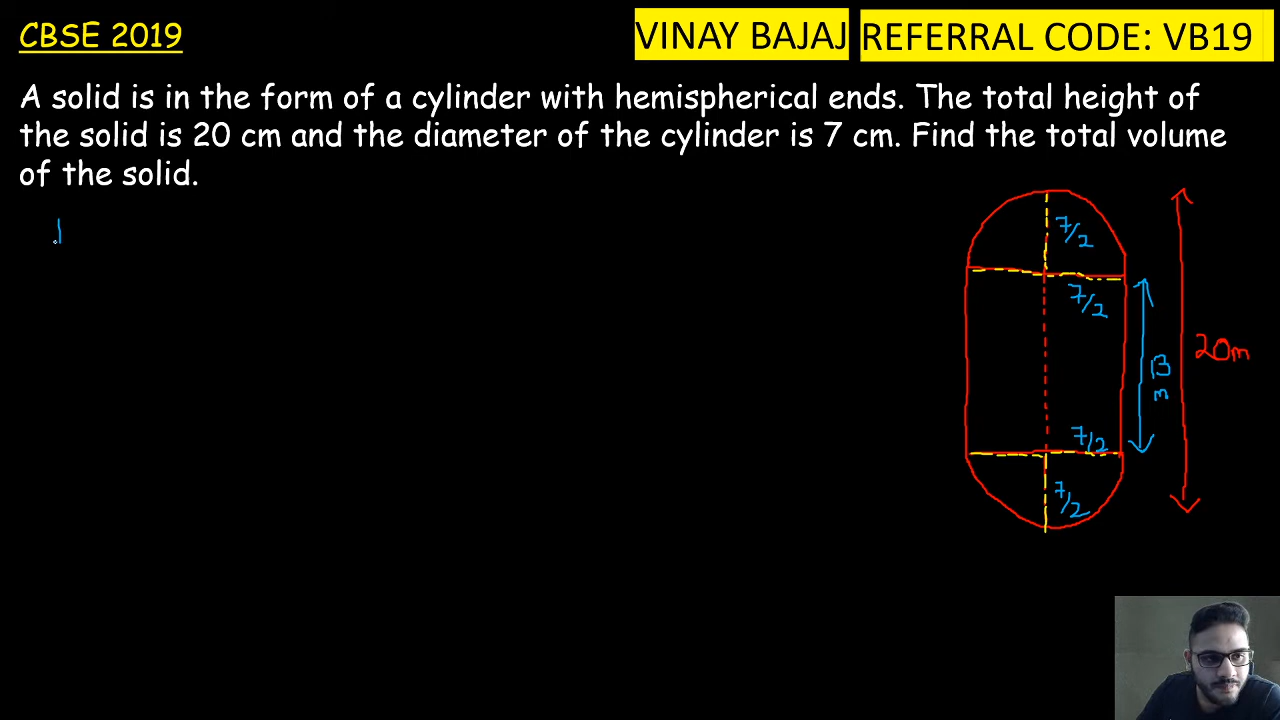 CBSE 2019
VINAY BAJAJ
REFERRAL CODE: VB19
A solid is in the form of a cylinder with hemispherical ends. The total height of
the solid is 20 cm and the diameter of the cylinder is 7 cm. Find the total volume
of the solid.
7/2
7/2
20m
13
m
7/2
7/2